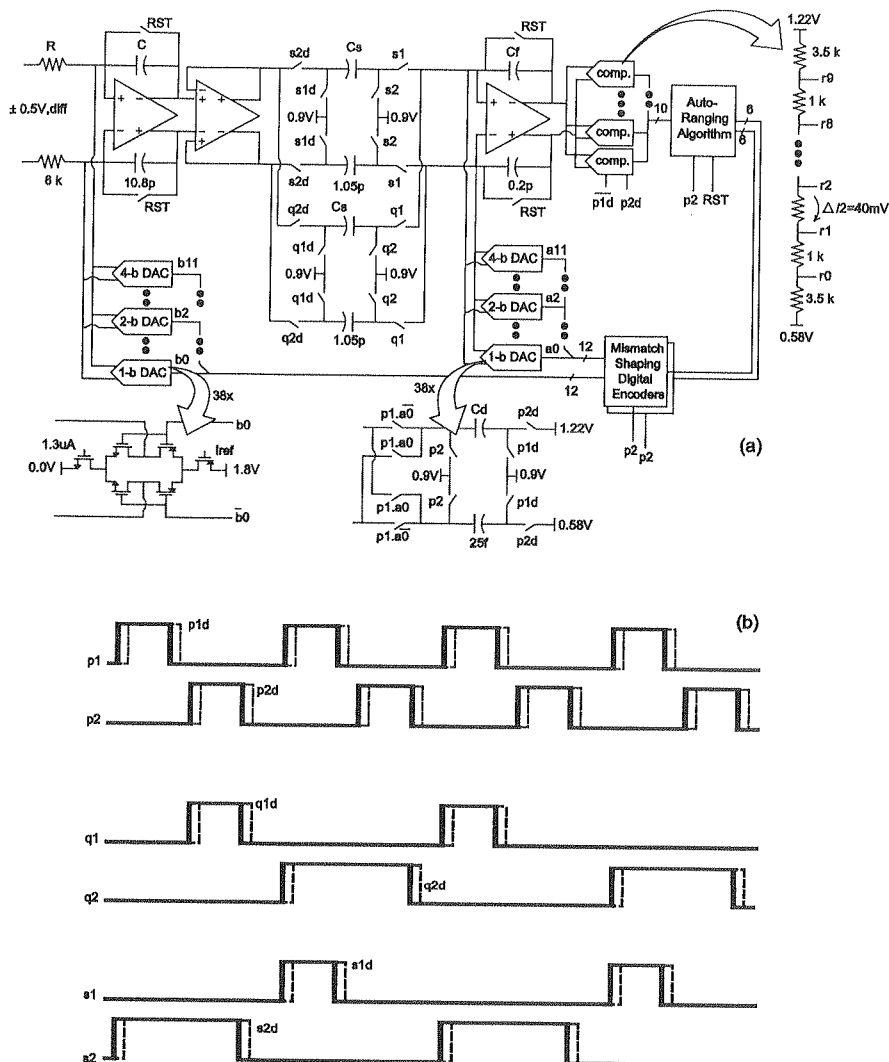 RST
R
C
± 0.5V,diff
6 k
10.8p
RST
s2d
Cs
s1
s1d
s2
0.9V
0.9V
s1d
s2
s2d
1.05p
s1
q2d
Cs
q1
q1d
q2
0.9V
0.9V
q1d
q2
q2d
1.05p
q1
RST
Cf
0.2p
RST
comp.
comp.
comp.
p1d
p2d
10
Auto-
Ranging
Algorithm
6
6
p2
RST
1.22V
3.5 k
r9
1 k
r8
r2
Δ/2=40mV
r1
1 k
r0
3.5 k
0.58V
4-b DAC
b11
2-b DAC
b2
1-b DAC
b0
38x
4-b DAC
a11
2-b DAC
a2
1-b DAC
a0
38x
12
12
Mismatch
Shaping
Digital
Encoders
p2
p2
1.3uA
Iref
0.0V
1.8V
b0
b0
p1.a0
Cd
p2d
1.22V
p1.a0
p2
p1d
0.9V
0.9V
p1.a0
p2
p1d
p1.a0
25f
p2d
0.58V
(a)
(b)
p1d
p1
p2d
p2
q1d
q1
q2d
q2
s1d
s1
s2d
s2